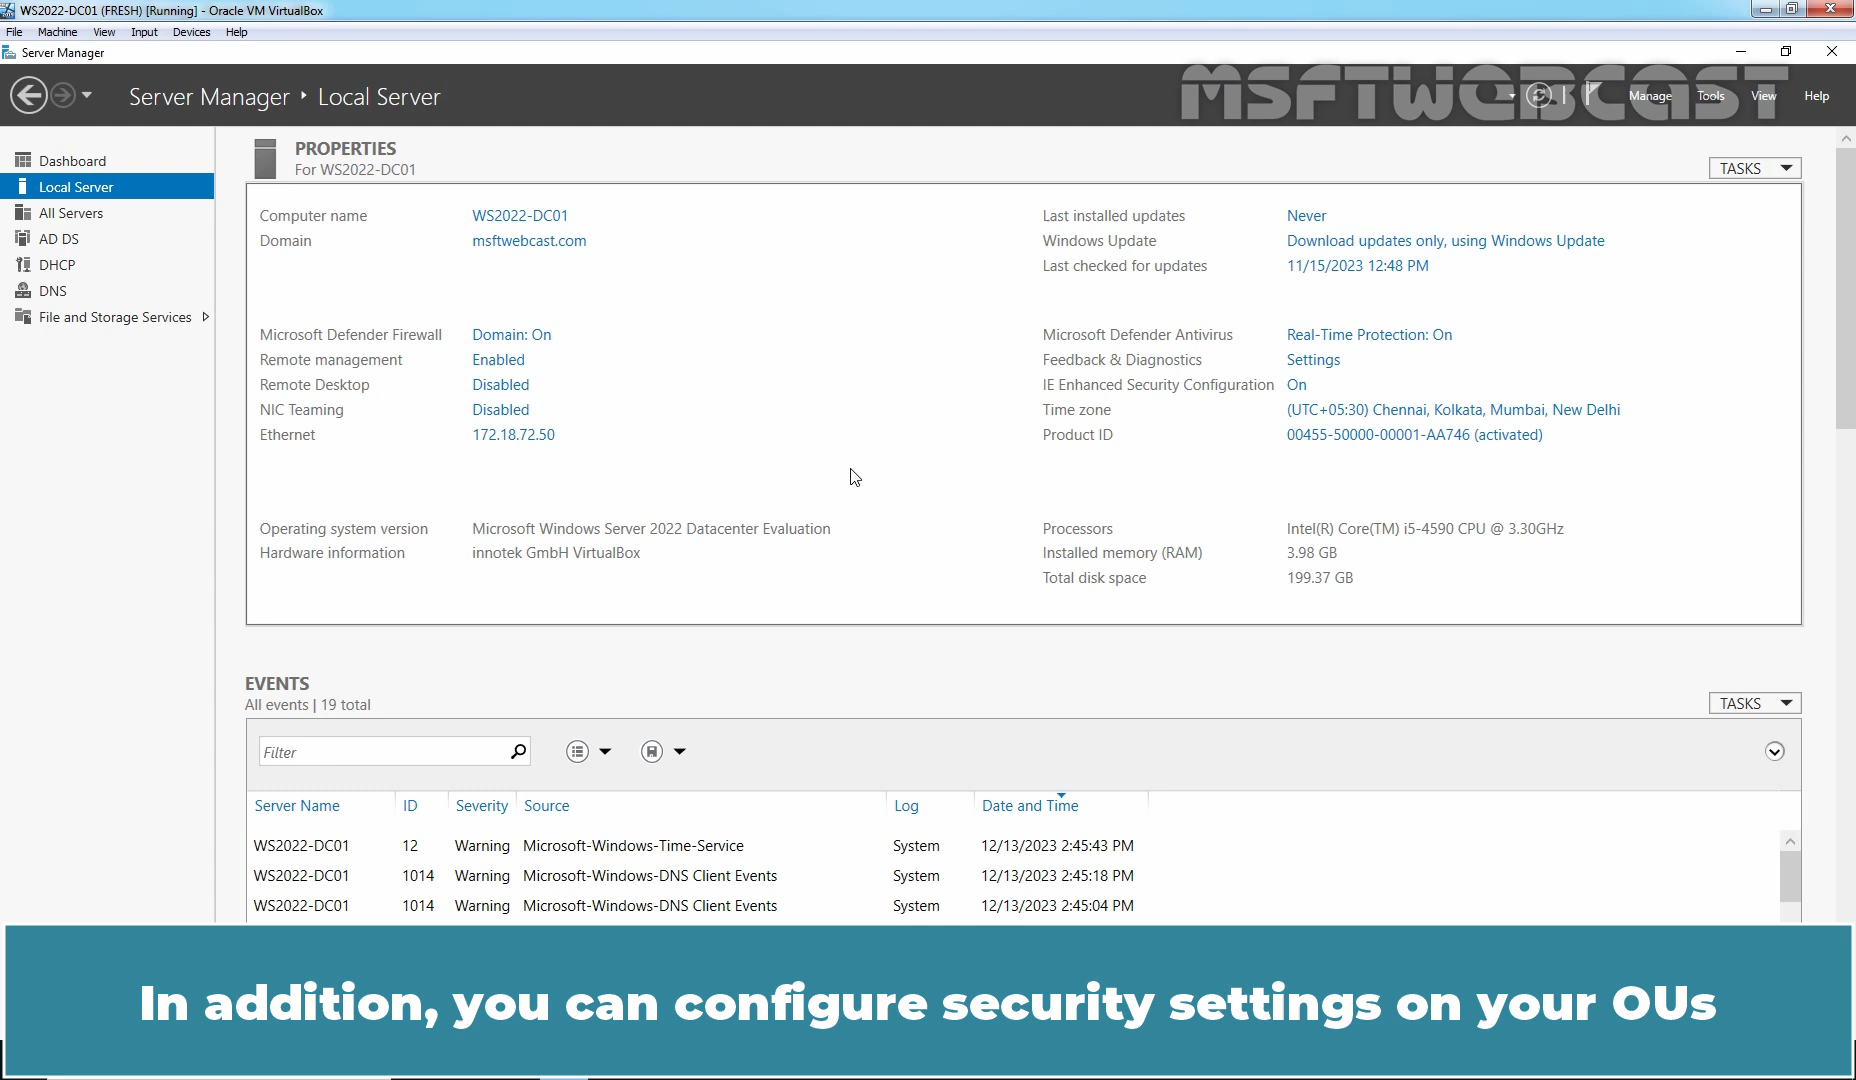 WS2022-DC01 (FRESH) [Running] - Oracle VM VirtualBox
File Machine View Input Devices Help
Server Manager
Server Manager ‣ Local Server
MSFTWEBCAST
Manage Tools View Help
Dashboard
Local Server
All Servers
AD DS
DHCP
DNS
File and Storage Services
PROPERTIES
For WS2022-DC01
TASKS
Computer name WS2022-DC01
Domain msftwebcast.com
Last installed updates Never
Windows Update Download updates only, using Windows Update
Last checked for updates 11/15/2023 12:48 PM
Microsoft Defender Firewall Domain: On
Remote management Enabled
Remote Desktop Disabled
NIC Teaming Disabled
Ethernet 172.18.72.50
Microsoft Defender Antivirus Real-Time Protection: On
Feedback & Diagnostics Settings
IE Enhanced Security Configuration On
Time zone (UTC+05:30) Chennai, Kolkata, Mumbai, New Delhi
Product ID 00455-50000-00001-AA746 (activated)
Operating system version Microsoft Windows Server 2022 Datacenter Evaluation
Hardware information innotek GmbH VirtualBox
Processors Intel(R) Core(TM) i5-4590 CPU @ 3.30GHz
Installed memory (RAM) 3.98 GB
Total disk space 199.37 GB
EVENTS
All events | 19 total
TASKS
Filter
Server Name ID Severity Source Log Date and Time
WS2022-DC01 12 Warning Microsoft-Windows-Time-Service System 12/13/2023 2:45:43 PM
WS2022-DC01 1014 Warning Microsoft-Windows-DNS Client Events System 12/13/2023 2:45:18 PM
WS2022-DC01 1014 Warning Microsoft-Windows-DNS Client Events System 12/13/2023 2:45:04 PM
In addition, you can configure security settings on your OUs